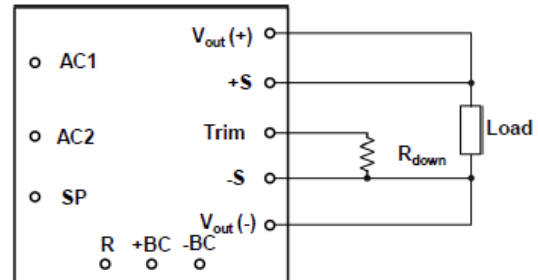 Vout (+)
AC1
+S
AC2
Trim
Load
Rdown
-S
SP
Vout (-)
R +BC -BC